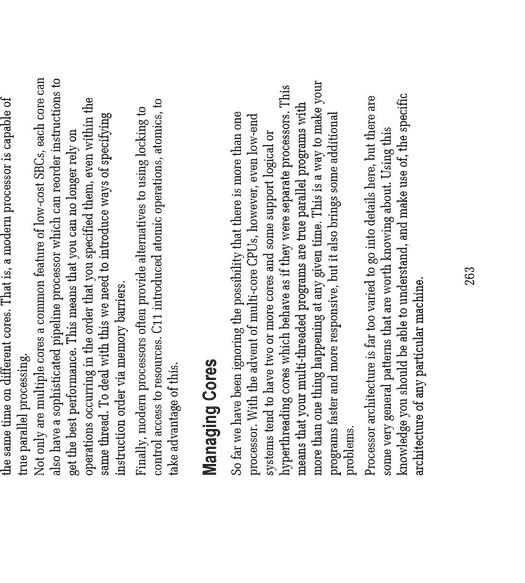 the same time on different cores. That is, a modern processor is capable of
true parallel processing.
Not only are multiple cores a common feature of low-cost SBCs, each core can
also have a sophisticated pipeline processor which can reorder instructions to
get the best performance. This means that you can no longer rely on
operations occurring in the order that you specified them, even within the
same thread. To deal with this we need to introduce ways of specifying
instruction order via memory barriers.
Finally, modern processors often provide alternatives to using locking to
control access to resources. C11 introduced atomic operations, atomics, to
take advantage of this.
Managing Cores
So far we have been ignoring the possibility that there is more than one
processor. With the advent of multi-core CPUs, however, even low-end
systems tend to have two or more cores and some support logical or
hyperthreading cores which behave as if they were separate processors. This
means that your multi-threaded programs are true parallel programs with
more than one thing happening at any given time. This is a way to make your
programs faster and more responsive, but it also brings some additional
problems.
Processor architecture is far too varied to go into details here, but there are
some very general patterns that are worth knowing about. Using this
knowledge you should be able to understand, and make use of, the specific
architecture of any particular machine.
263